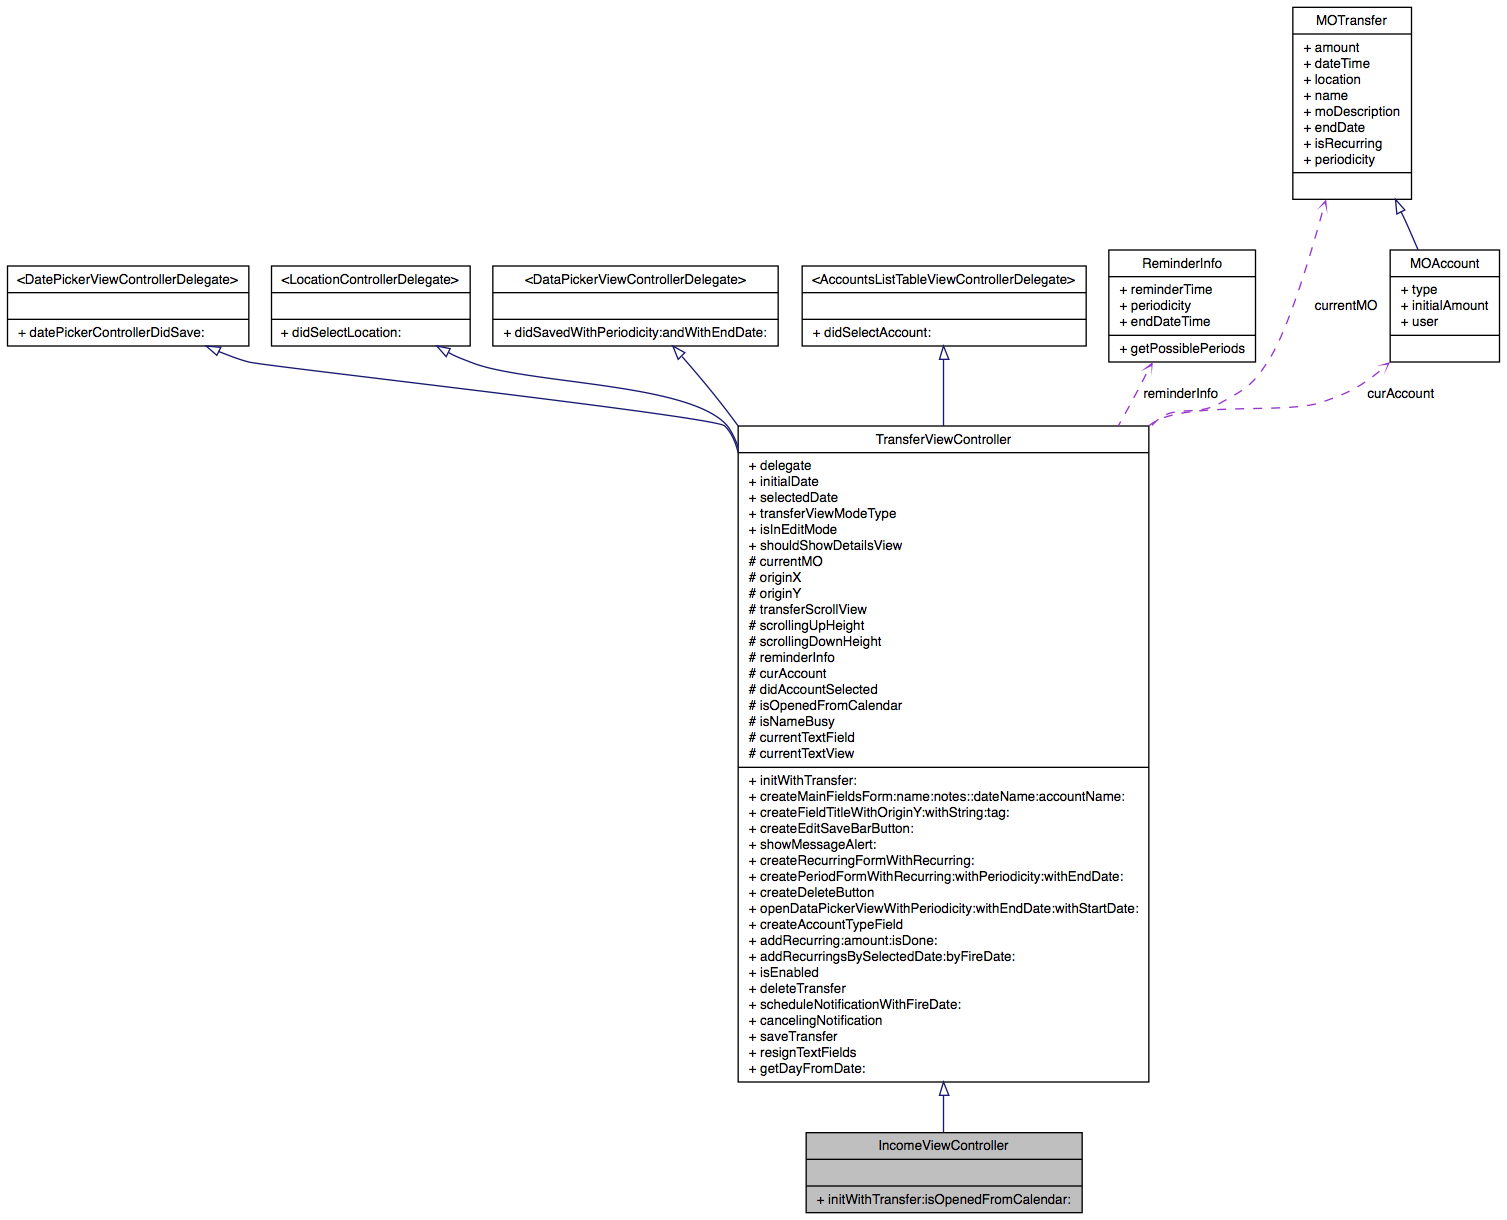 MOTransfer
+ amount
+ dateTime
+ location
+ name
+ moDescription
+ endDate
+ isRecurring
+ periodicity
<DatePickerViewControllerDelegate>
+ datePickerControllerDidSave:
<LocationControllerDelegate>
+ didSelectLocation:
<DataPickerViewControllerDelegate>
+ didSavedWithPeriodicity:andWithEndDate:
<AccountsListTableViewControllerDelegate>
+ didSelectAccount:
ReminderInfo
+ reminderTime
+ periodicity
+ endDateTime
+ getPossiblePeriods
currentMO
MOAccount
+ type
+ initialAmount
+ user
reminderInfo
curAccount
TransferViewController
+ delegate
+ initialDate
+ selectedDate
+ transferViewModeType
+ isInEditMode
+ shouldShowDetailsView
# currentMO
# originX
# originY
# transferScrollView
# scrollingUpHeight
# scrollingDownHeight
# reminderInfo
# curAccount
# didAccountSelected
# isOpenedFromCalendar
# isNameBusy
# currentTextField
# currentTextView
+ initWithTransfer:
+ createMainFieldsForm:name:notes::dateName:accountName:
+ createFieldTitleWithOriginY:withString:tag:
+ createEditSaveBarButton:
+ showMessageAlert:
+ createRecurringFormWithRecurring:
+ createPeriodFormWithRecurring:withPeriodicity:withEndDate:
+ createDeleteButton
+ openDataPickerViewWithPeriodicity:withEndDate:withStartDate:
+ createAccountTypeField
+ addRecurring:amount:isDone:
+ addRecurringsBySelectedDate:byFireDate:
+ isEnabled
+ deleteTransfer
+ scheduleNotificationWithFireDate:
+ cancelingNotification
+ saveTransfer
+ resignTextFields
+ getDayFromDate:
IncomeViewController
+ initWithTransfer:isOpenedFromCalendar: